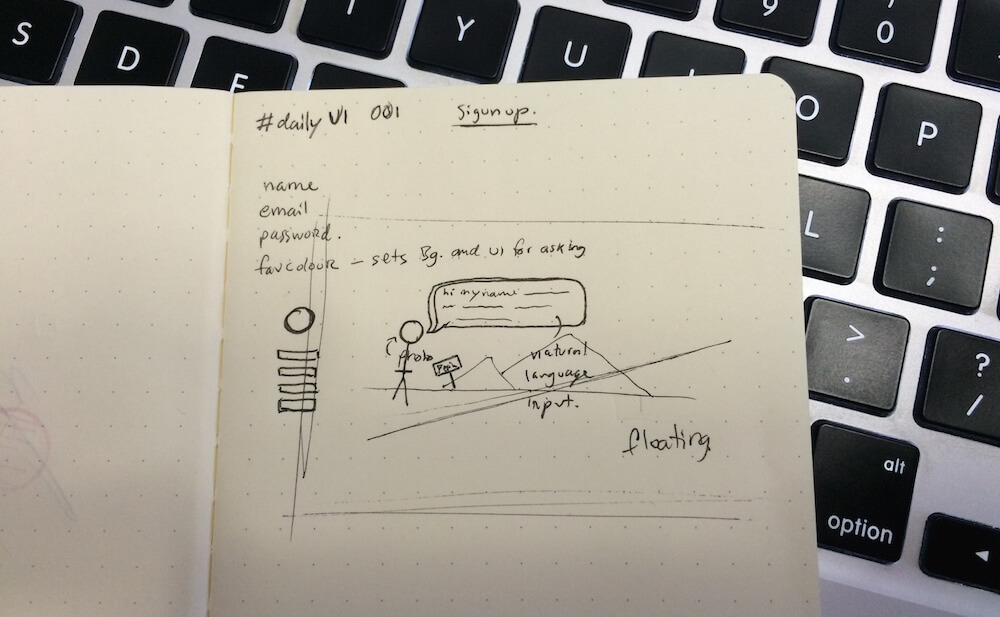 S D F T Y U I 9 ) 0
O P
L : ;
> .
? /
alt
option
#daily UI 001 Sigunup.
name
email
password.
favcolour – sets Bg. and UI for asking
hi my name
photo
natural
language
input.
floating